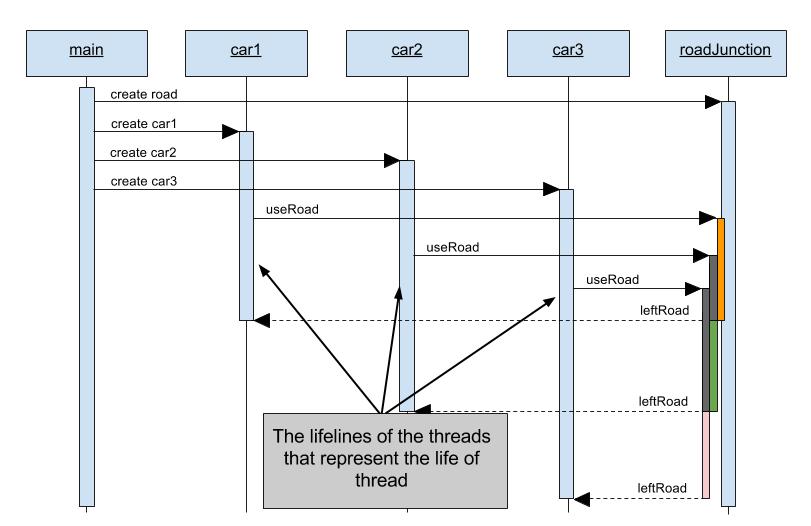 main
car1
car2
car3
roadJunction
create road
create car1
create car2
create car3
useRoad
useRoad
useRoad
leftRoad
leftRoad
The lifelines of the threads
that represent the life of
thread
leftRoad